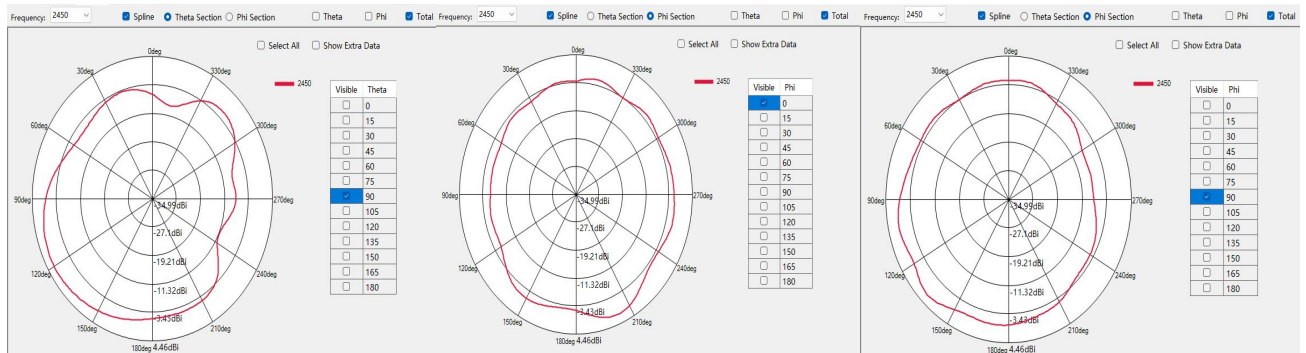 Frequency: 2450 Spline Theta Section Phi Section Theta Phi Total
Select All Show Extra Data
0deg
30deg
330deg
2450
60deg
300deg
90deg
270deg
120deg
240deg
150deg
210deg
180deg
-34.99dBi
-27.1dBi
-19.21dBi
-11.32dBi
-3.43dBi
4.46dBi
Visible Theta
0
15
30
45
60
75
90
105
120
135
150
165
180
Frequency: 2450 Spline Theta Section Phi Section Theta Phi Total
Select All Show Extra Data
0deg
30deg
330deg
2450
60deg
300deg
90deg
270deg
120deg
240deg
150deg
210deg
180deg
-34.99dBi
-27.1dBi
-19.21dBi
-11.32dBi
-3.43dBi
4.46dBi
Visible Phi
0
15
30
45
60
75
90
105
120
135
150
165
180
Frequency: 2450 Spline Theta Section Phi Section Theta Phi Total
Select All Show Extra Data
0deg
30deg
330deg
2450
60deg
300deg
90deg
270deg
120deg
240deg
150deg
210deg
180deg
-34.99dBi
-27.1dBi
-19.21dBi
-11.32dBi
-3.43dBi
4.46dBi
Visible Phi
0
15
30
45
60
75
90
105
120
135
150
165
180